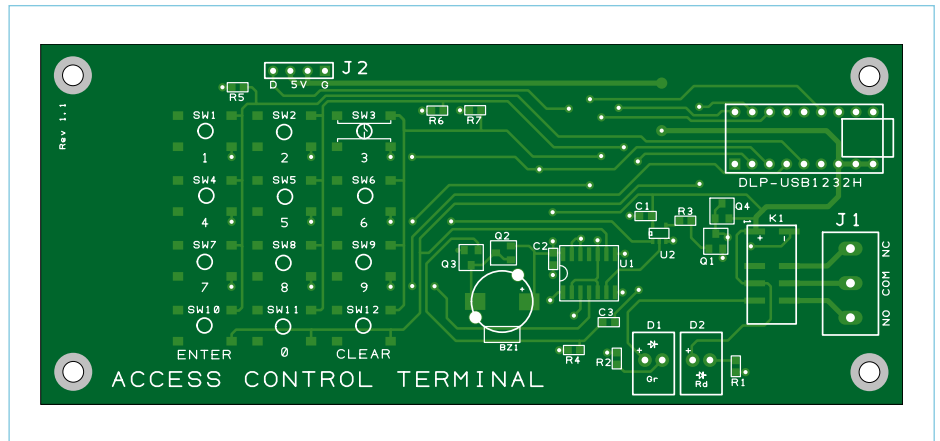 J2
D 5V G
R5
Rev 1.1
SW1 SW2 SW3
R6 R7
1 2 3
DLP-USB1232H
SW4 SW5 SW6
4 5 6
C1 R3 Q4
1 K1 J1
SW7 SW8 SW9
Q3 Q2 C2 U1 U2 Q1
+ -
NC
COM
NO
7 8 9
+
SW10 SW11 SW12
C3
BZ1
D1 D2
ENTER 0 CLEAR
R4 R2 + + R1
Gr Rd
ACCESS CONTROL TERMINAL